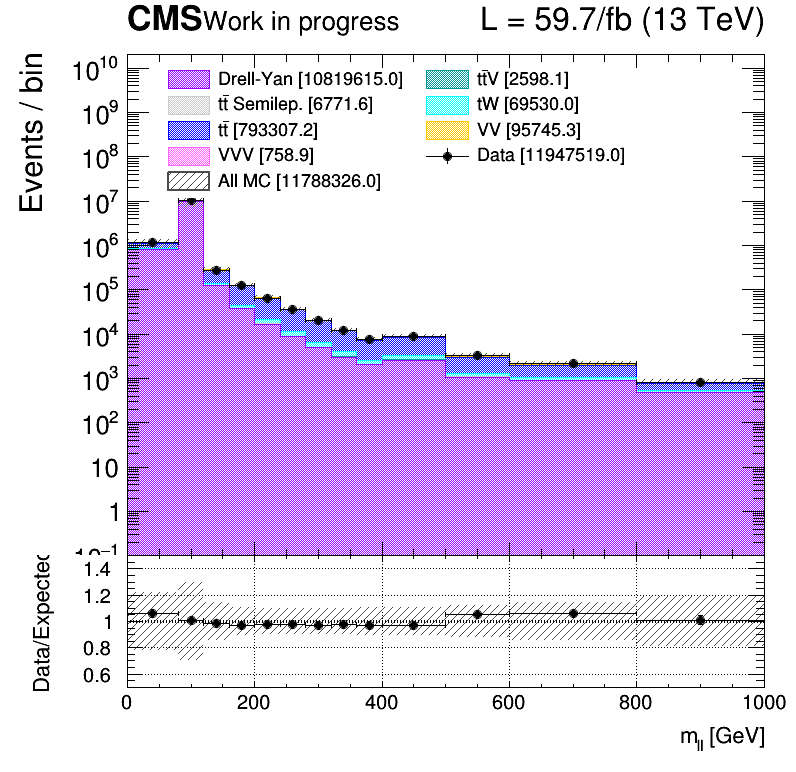 CMS Work in progress L = 59.7/fb (13 TeV)
Events / bin
10¹⁰
10⁹
10⁸
10⁷
10⁶
10⁵
10⁴
10³
10²
10
1
10⁻¹
Drell-Yan [10819615.0]
tt̄V [2598.1]
tt̄ Semilep. [6771.6]
tW [69530.0]
tt̄ [793307.2]
VV [95745.3]
VVV [758.9]
Data [11947519.0]
All MC [11788326.0]
Data/Expected
1.4
1.2
1
0.8
0.6
0 200 400 600 800 1000
m_ll [GeV]